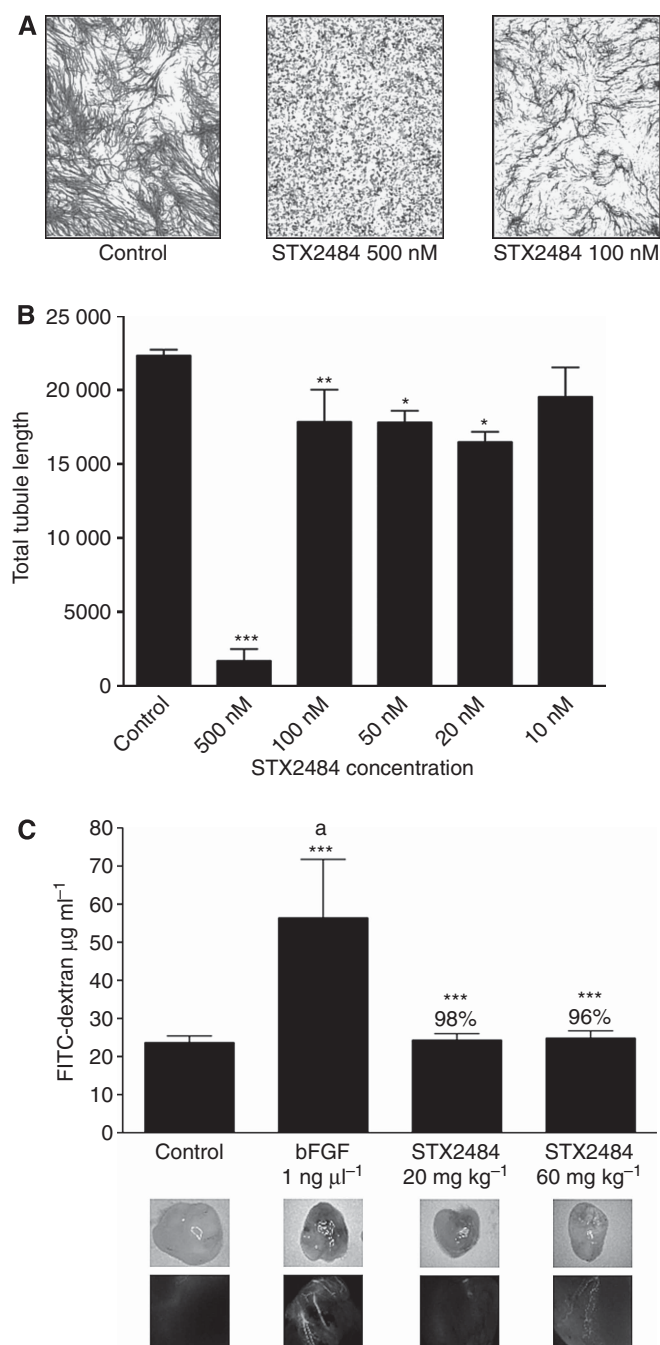 A
Control
STX2484 500 nM
STX2484 100 nM
B
25 000
20 000
15 000
10 000
5000
0
Total tubule length
**
*
*
***
Control
500 nM
100 nM
50 nM
20 nM
10 nM
STX2484 concentration
C
80
70
60
50
40
30
20
10
0
FITC-dextran μg ml⁻¹
a
***
***
98%
***
96%
Control
bFGF
1 ng μl⁻¹
STX2484
20 mg kg⁻¹
STX2484
60 mg kg⁻¹